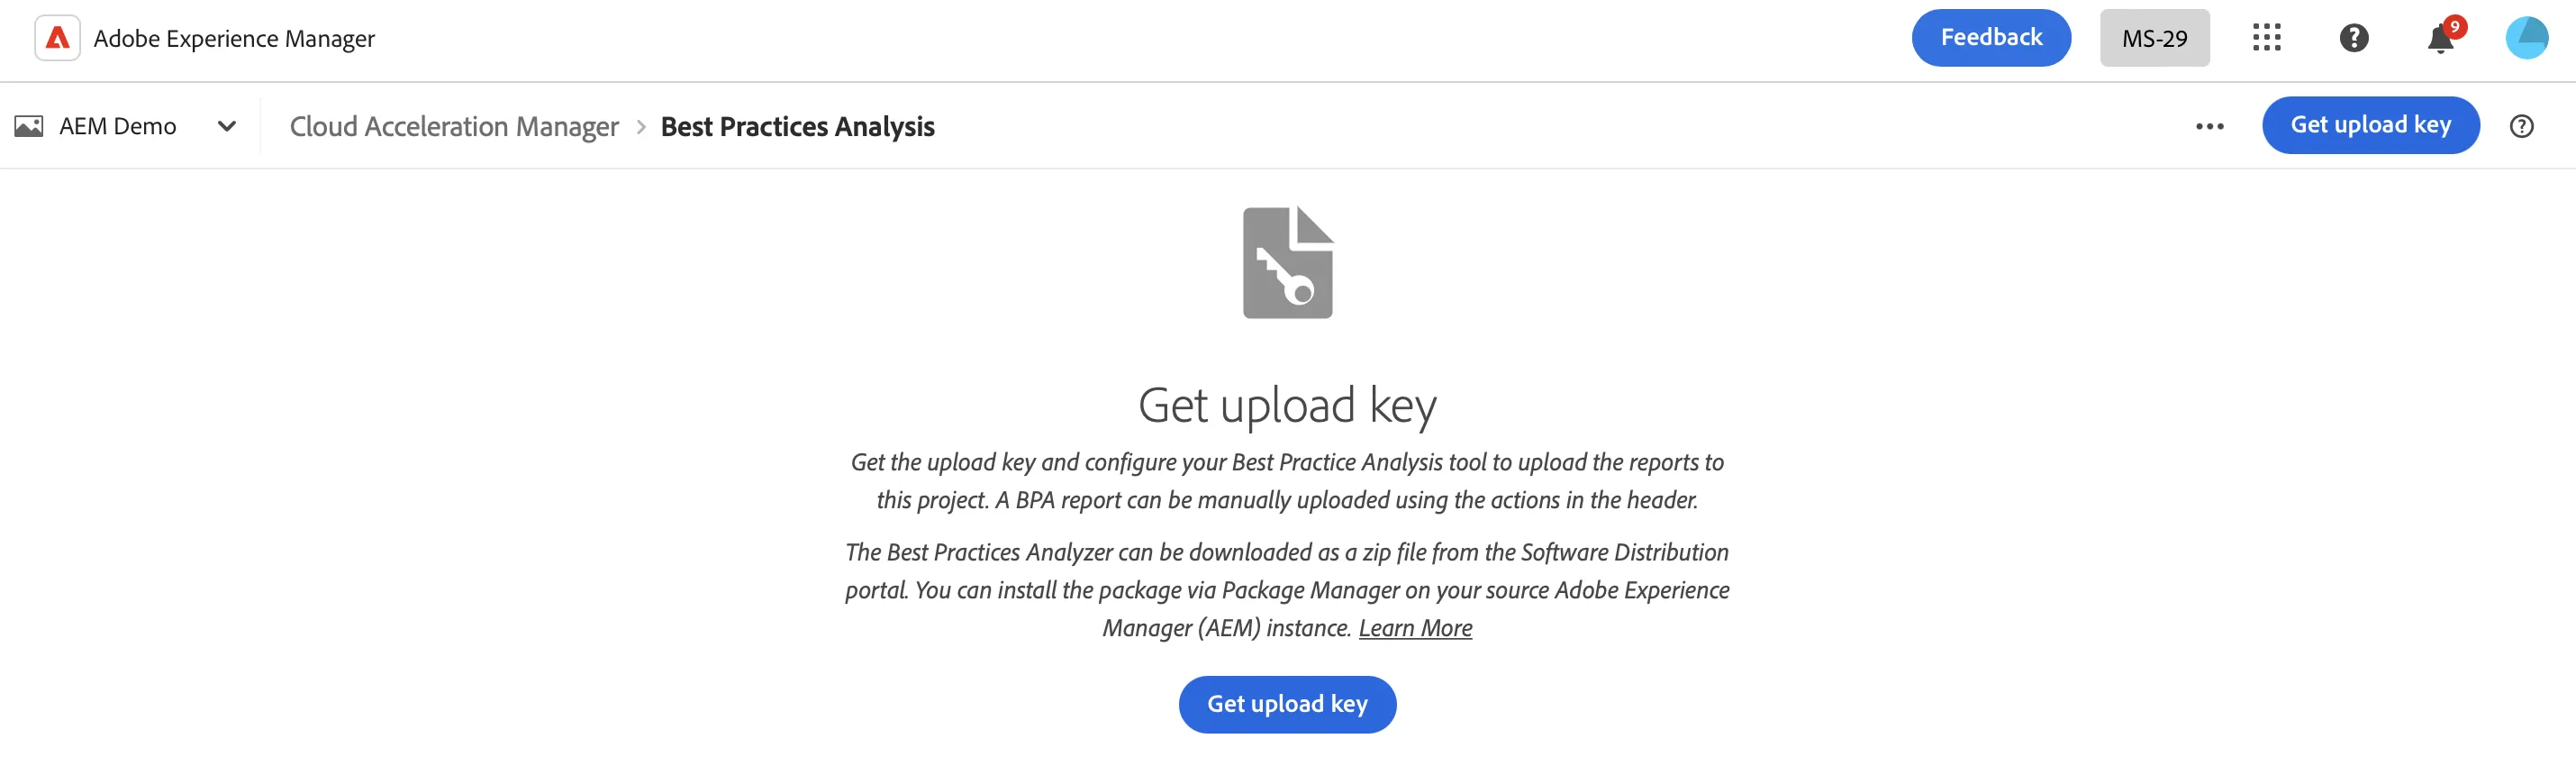 Adobe Experience Manager
Feedback
MS-29
?
9
AEM Demo
Cloud Acceleration Manager > Best Practices Analysis
Get upload key
?
Get upload key
Get the upload key and configure your Best Practice Analysis tool to upload the reports to
this project. A BPA report can be manually uploaded using the actions in the header.
The Best Practices Analyzer can be downloaded as a zip file from the Software Distribution
portal. You can install the package via Package Manager on your source Adobe Experience
Manager (AEM) instance. Learn More
Get upload key